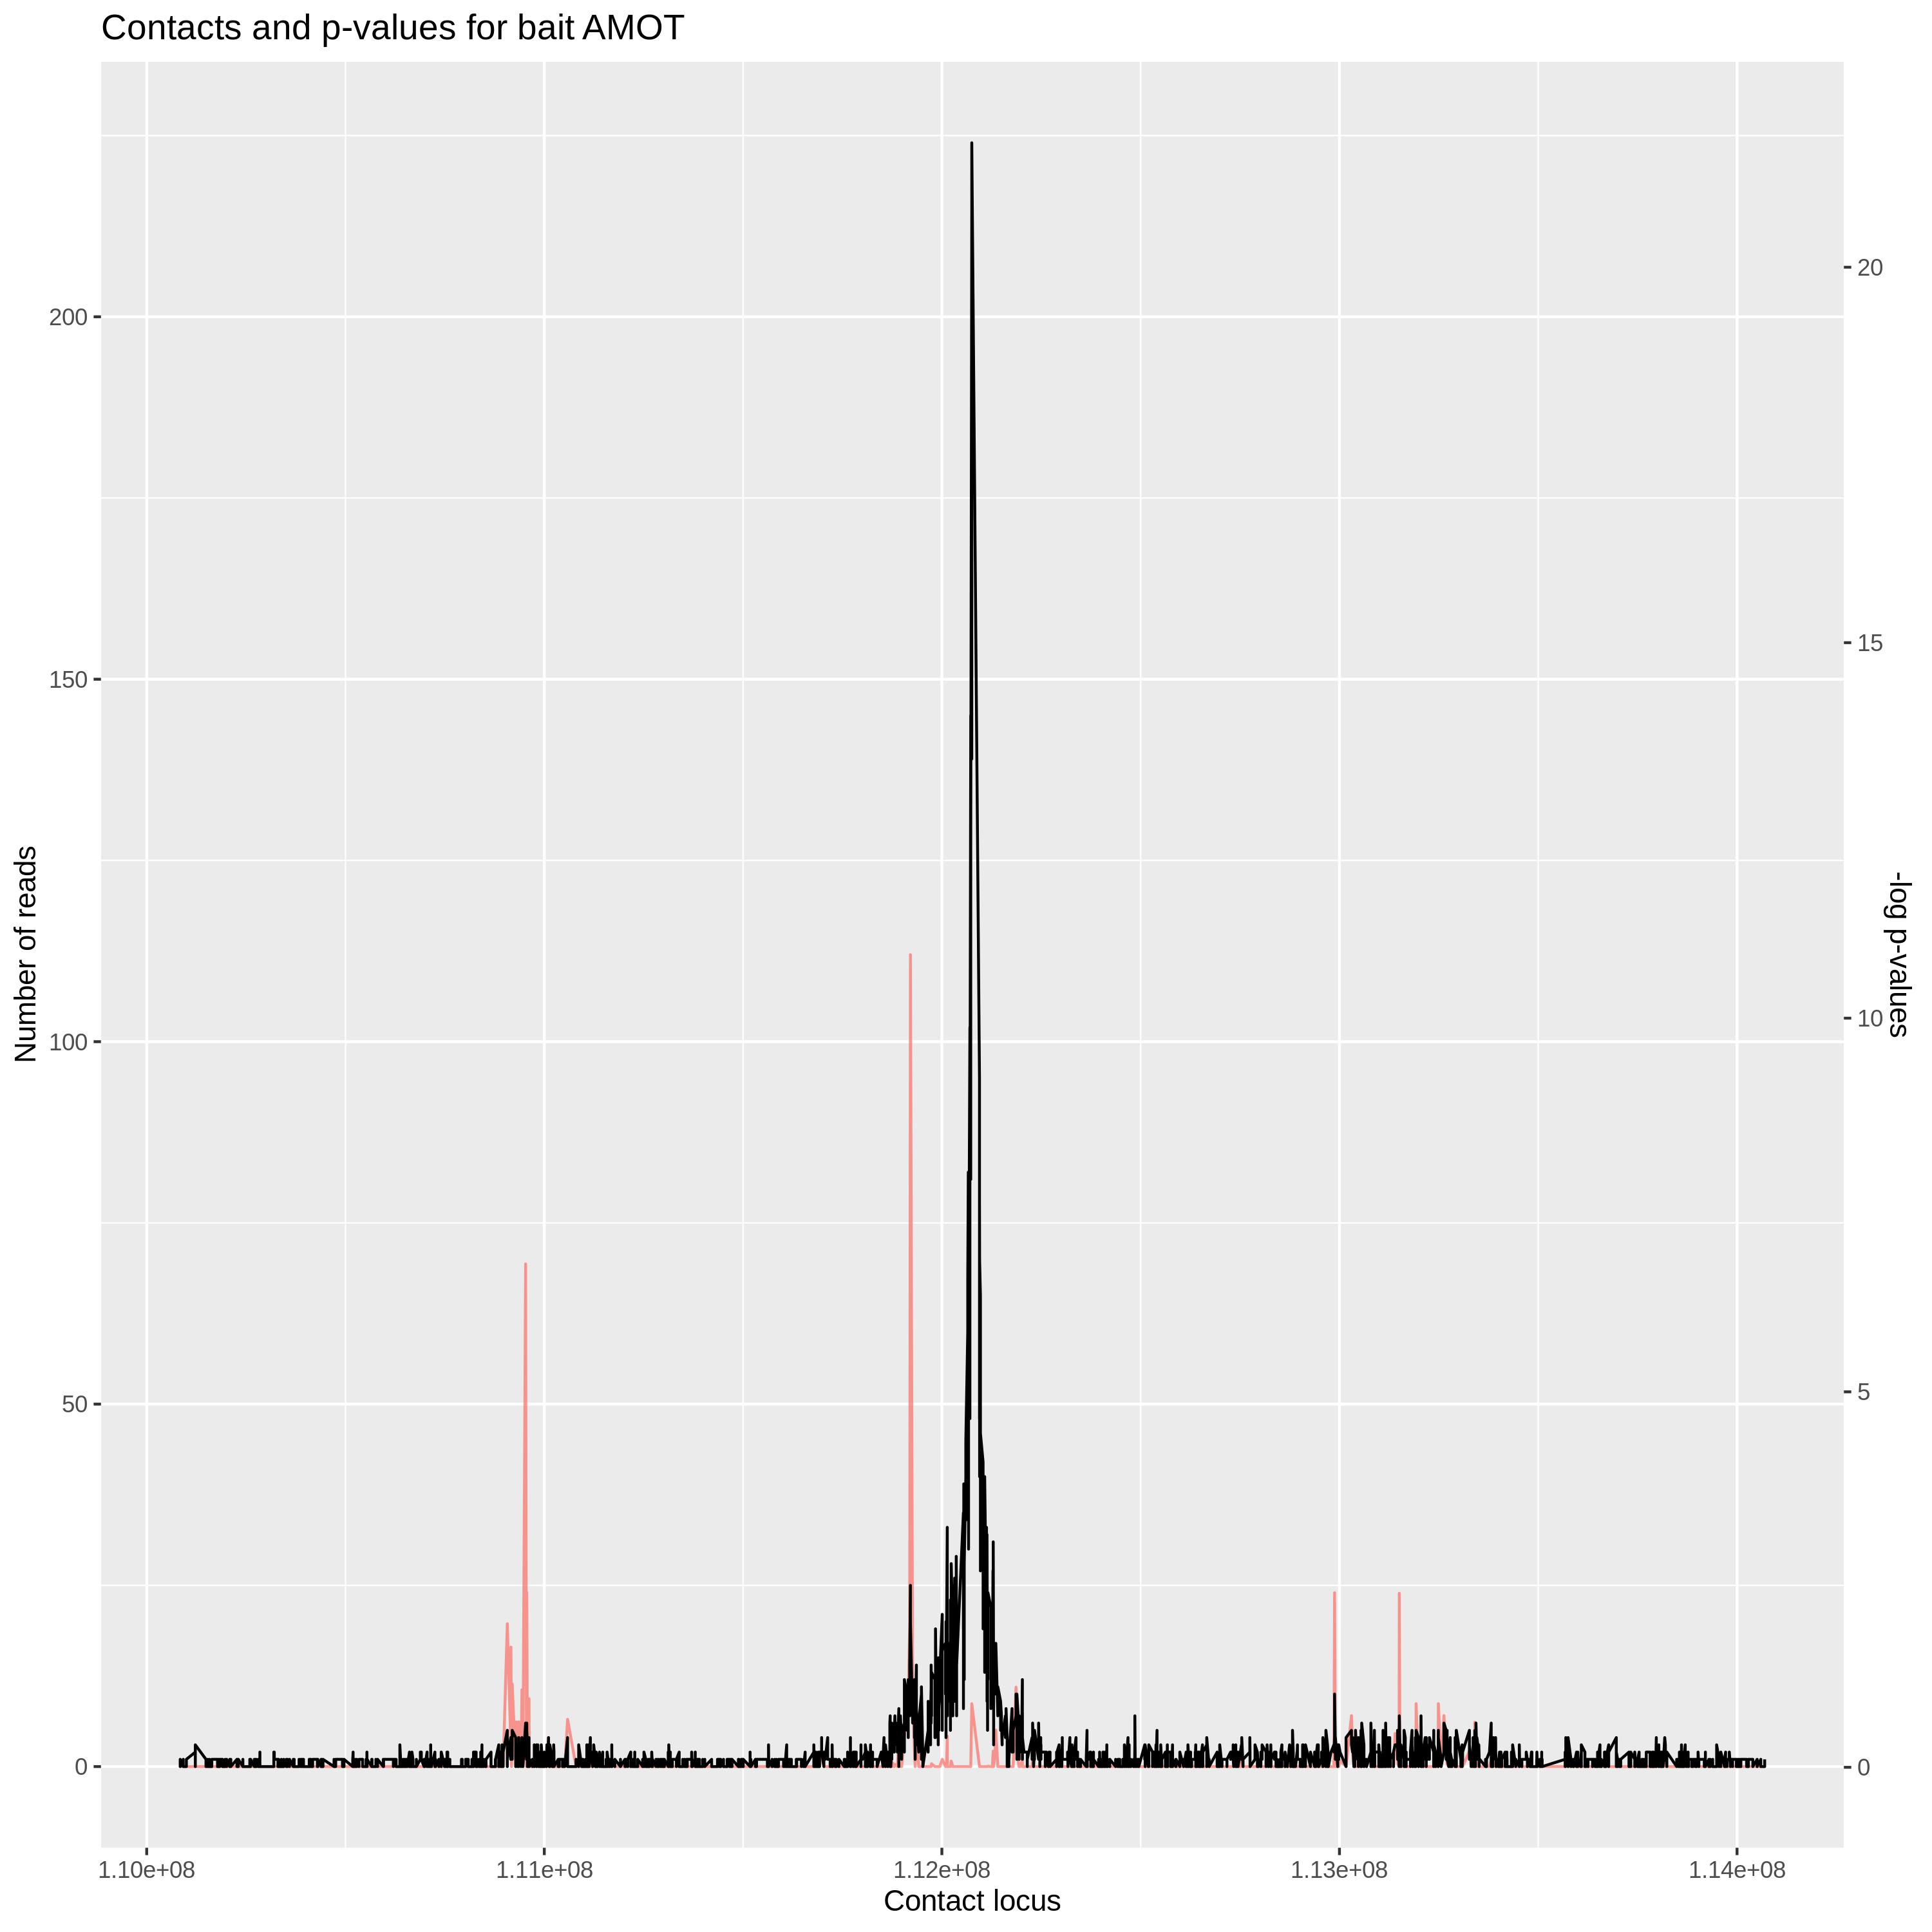 Contacts and p-values for bait AMOT
Number of reads
200
150
100
50
0
20
15
10
5
0
-log p-values
1.10e+08 1.11e+08 1.12e+08 1.13e+08 1.14e+08
Contact locus